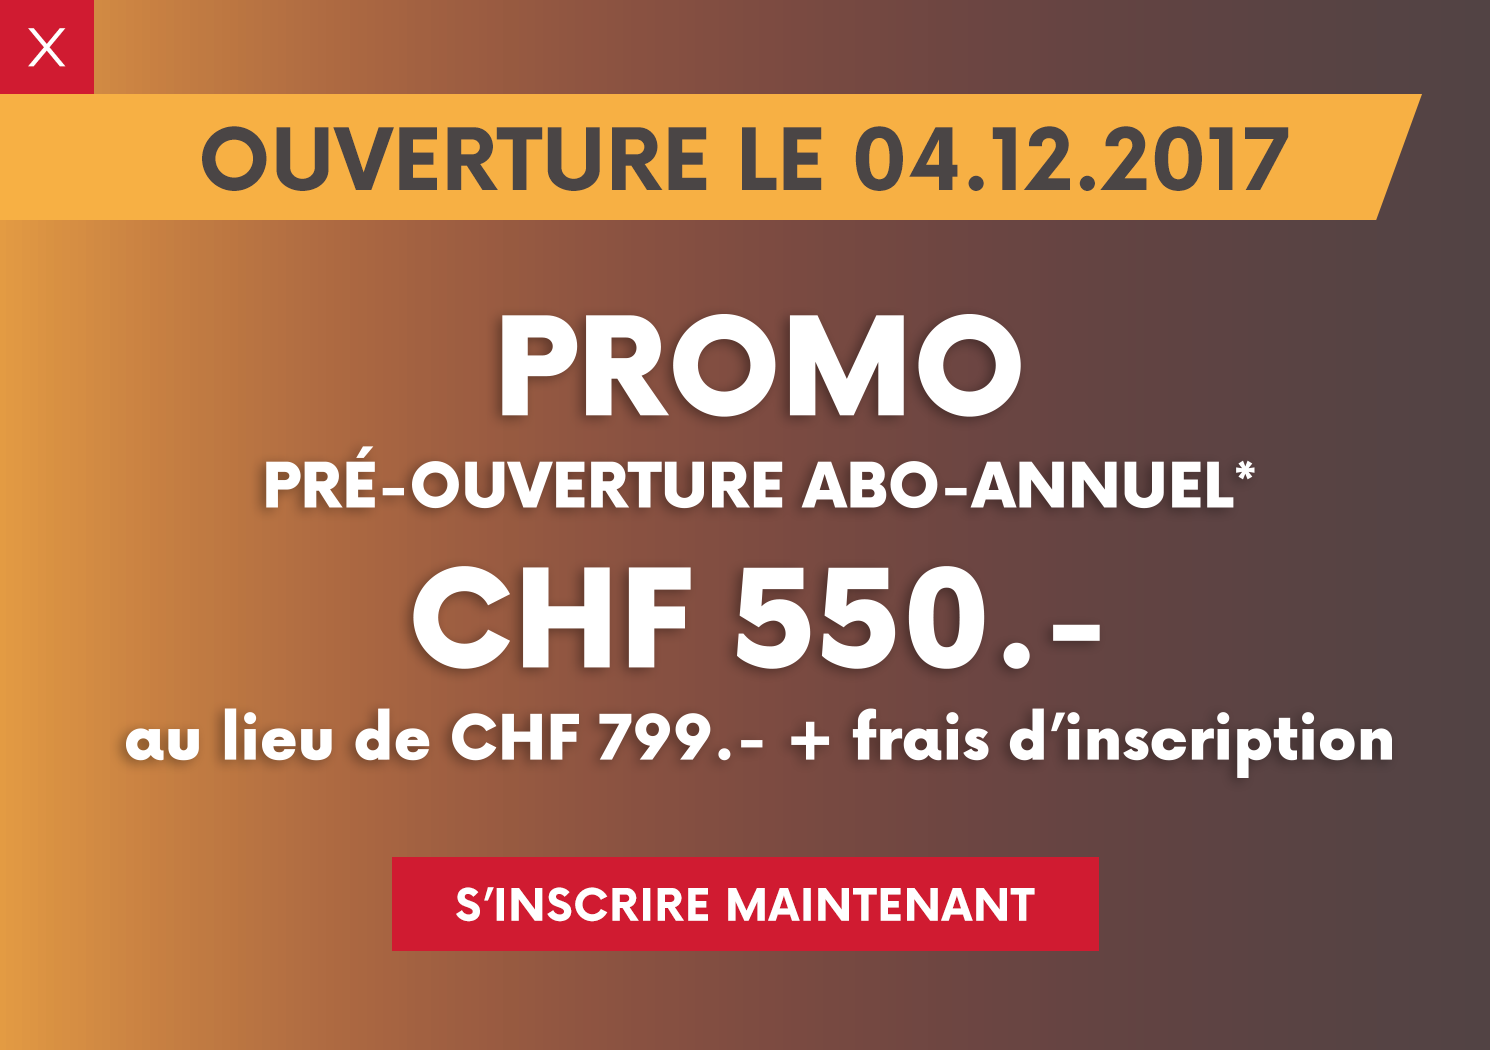 X
OUVERTURE LE 04.12.2017
PROMO
PRÉ-OUVERTURE ABO-ANNUEL*
CHF 550.-
au lieu de CHF 799.- + frais d’inscription
S’INSCRIRE MAINTENANT